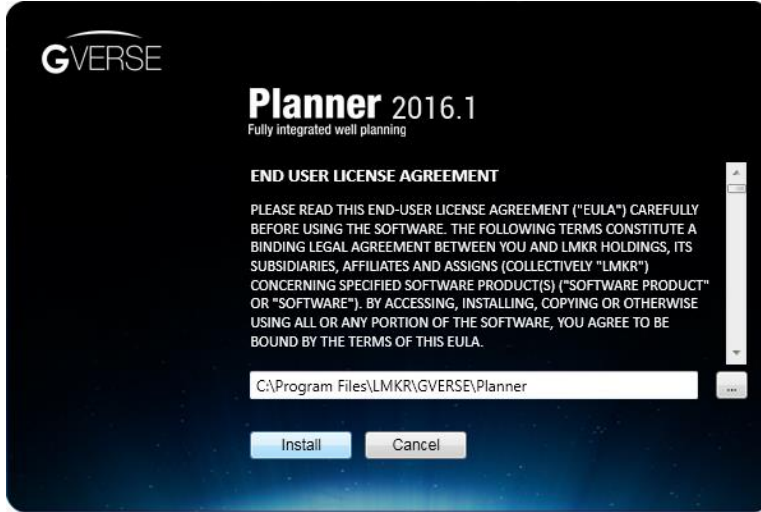 GVERSE
Planner 2016.1
Fully integrated well planning
END USER LICENSE AGREEMENT
PLEASE READ THIS END-USER LICENSE AGREEMENT ("EULA") CAREFULLY
BEFORE USING THE SOFTWARE. THE FOLLOWING TERMS CONSTITUTE A
BINDING LEGAL AGREEMENT BETWEEN YOU AND LMKR HOLDINGS, ITS
SUBSIDIARIES, AFFILIATES AND ASSIGNS (COLLECTIVELY "LMKR")
CONCERNING SPECIFIED SOFTWARE PRODUCT(S) ("SOFTWARE PRODUCT"
OR "SOFTWARE"). BY ACCESSING, INSTALLING, COPYING OR OTHERWISE
USING ALL OR ANY PORTION OF THE SOFTWARE, YOU AGREE TO BE
BOUND BY THE TERMS OF THIS EULA.
C:\Program Files\LMKR\GVERSE\Planner
...
Install Cancel